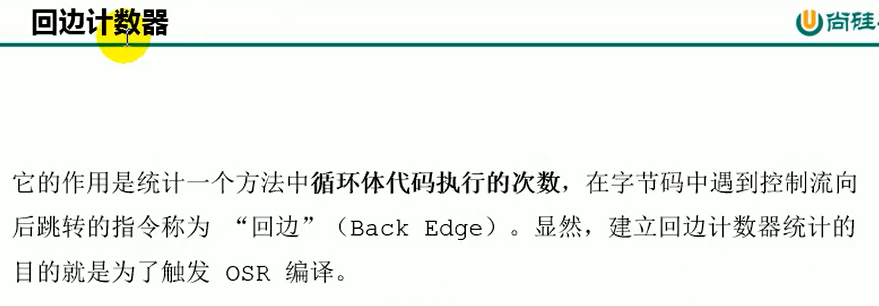 回边计数器
尚硅
它的作用是统计一个方法中循环体代码执行的次数，在字节码中遇到控制流向
后跳转的指令称为 “回边”（Back Edge）。显然，建立回边计数器统计的
目的就是为了触发 OSR 编译。